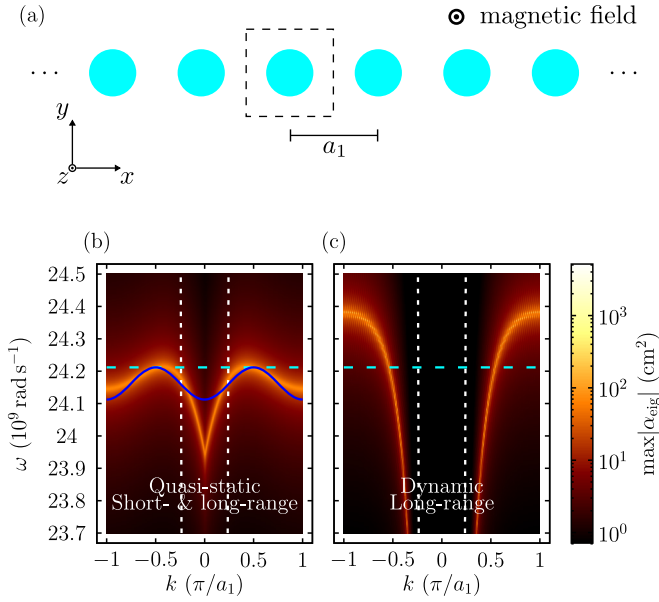 (a)
magnetic field
··· ···
a₁
y
z x
(b) (c)
24.5
24.4
24.3
24.2
24.1
24
23.9
23.8
23.7
ω (10⁹ rad s⁻¹)
Quasi-static
Short- & long-range
Dynamic
Long-range
−1 −0.5 0 0.5 1
k (π/a₁)
−1 −0.5 0 0.5 1
k (π/a₁)
10³
10²
10¹
10⁰
max|α_eig| (cm²)